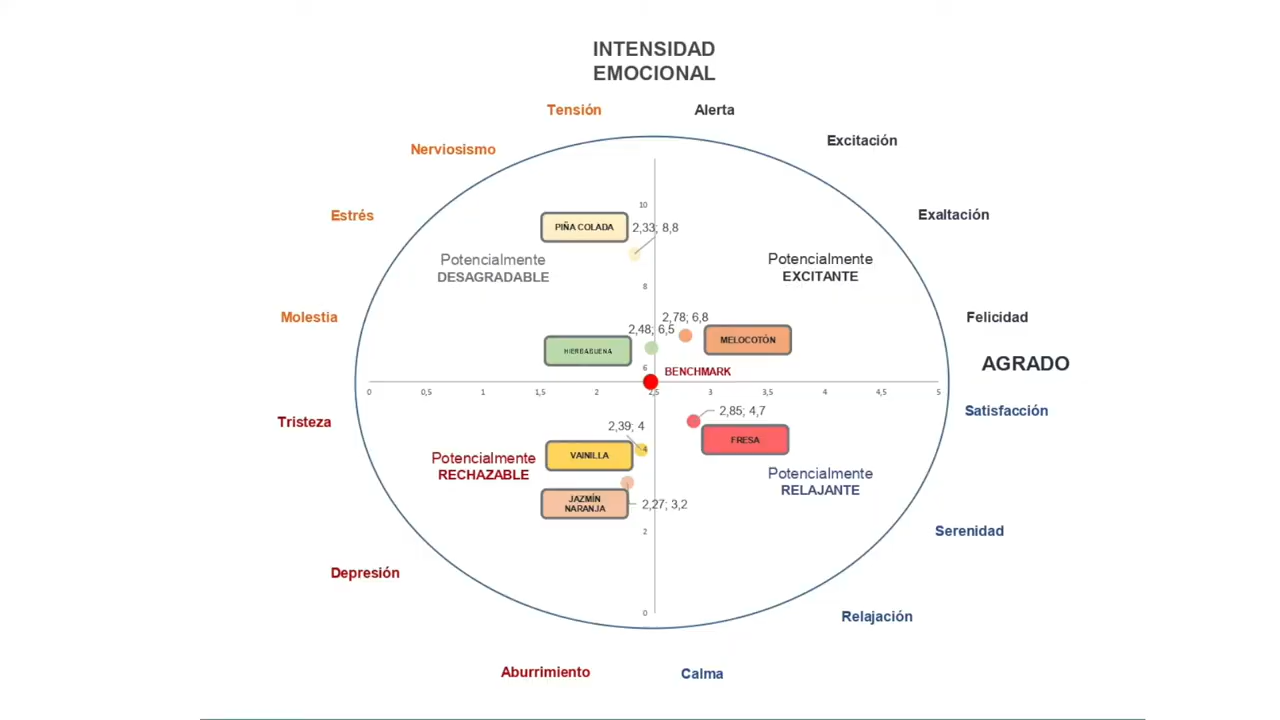 INTENSIDAD
EMOCIONAL
Tensión
Alerta
Excitación
Nerviosismo
Estrés
Exaltación
10
PIÑA COLADA
2,33; 8,8
Potencialmente
DESAGRADABLE
Potencialmente
EXCITANTE
8
Molestia
2,78; 6,8
Felicidad
2,48; 6,5
MELOCOTÓN
HIERBABUENA
AGRADO
6
BENCHMARK
0
0,5
1
1,5
2
2,5
3
3,5
4
4,5
5
2,85; 4,7
Satisfacción
Tristeza
2,39; 4
FRESA
4
VAINILLA
Potencialmente
RECHAZABLE
Potencialmente
RELAJANTE
JAZMÍN
NARANJA
2,27; 3,2
2
Serenidad
Depresión
0
Relajación
Aburrimiento
Calma